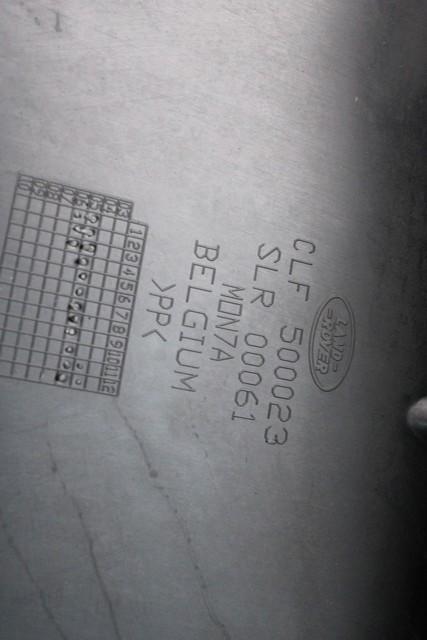 LAND-
-ROVER
CLF 500023
SLR 00061
MON7A
BELGIUM
>PP<
1 2 3 4 5 6 7 8 9 10 11 12